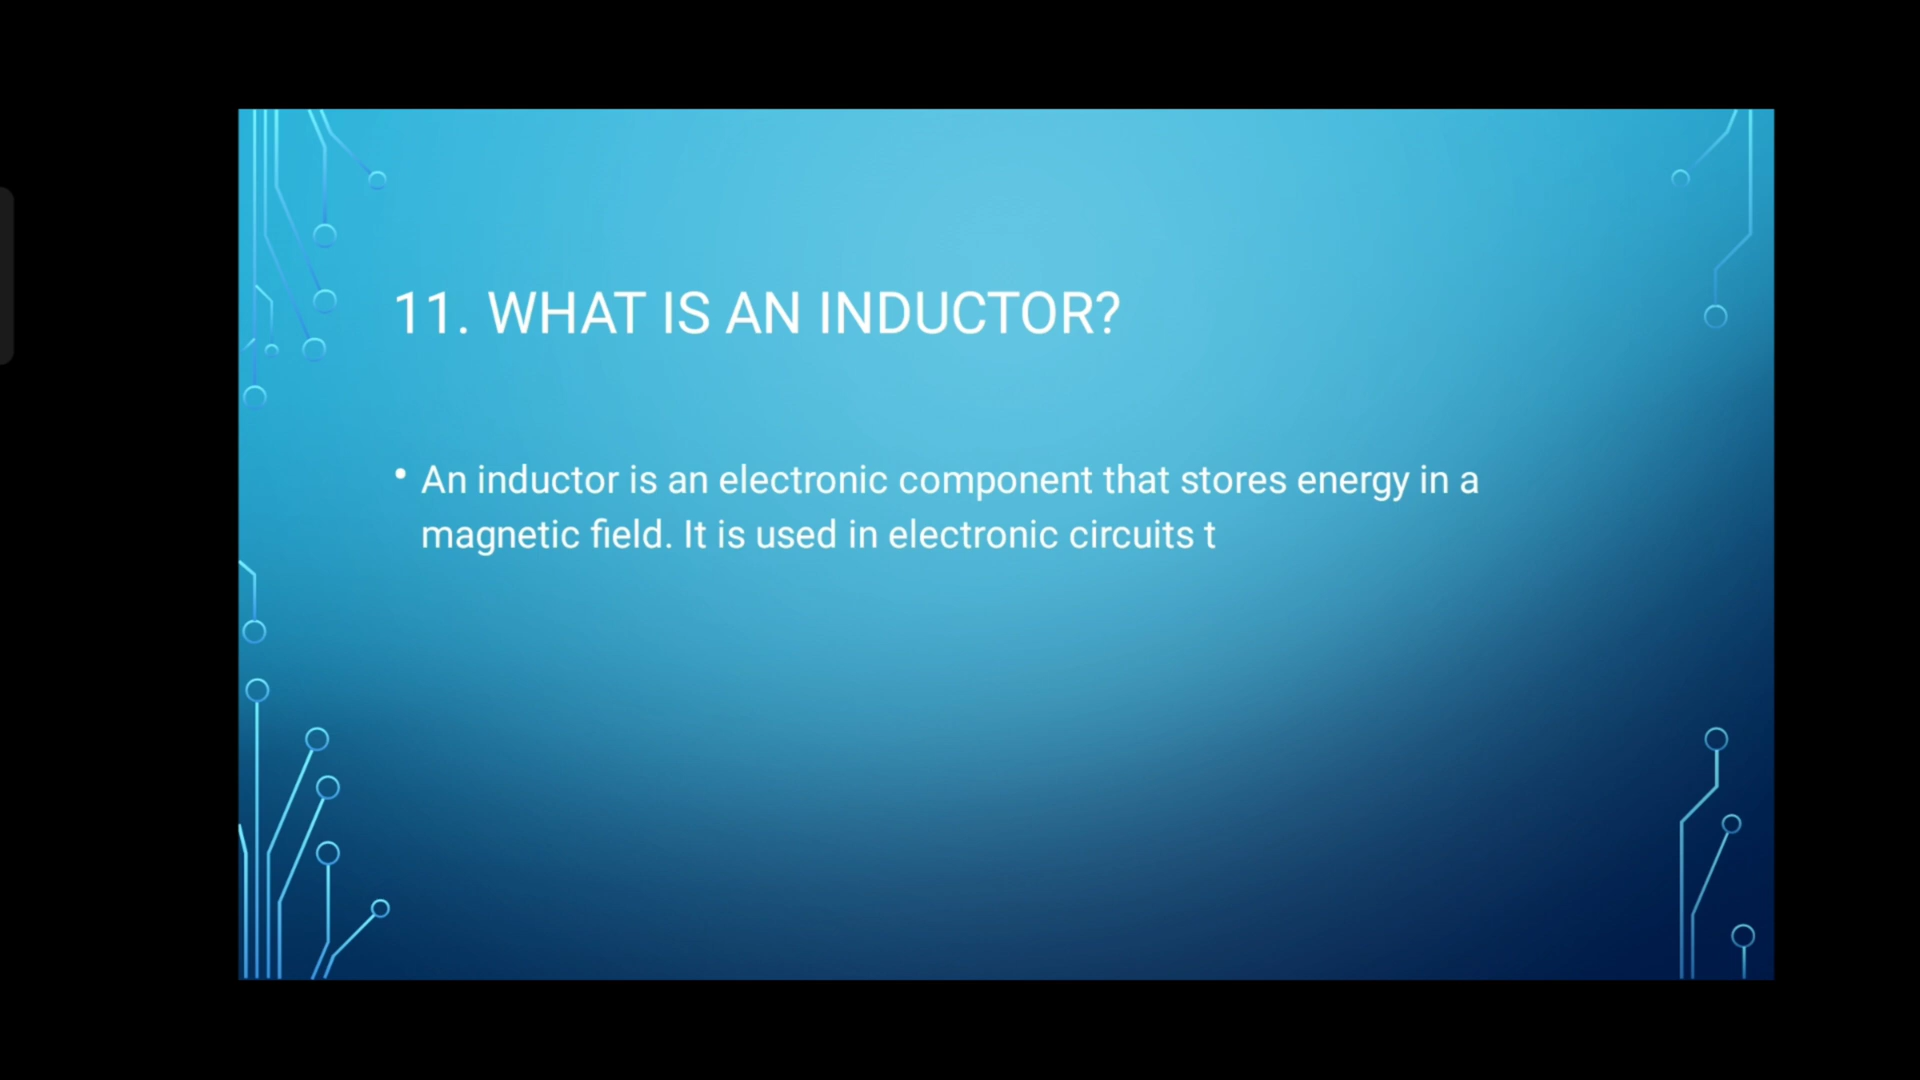 11. WHAT IS AN INDUCTOR?
• An inductor is an electronic component that stores energy in a
magnetic field. It is used in electronic circuits t